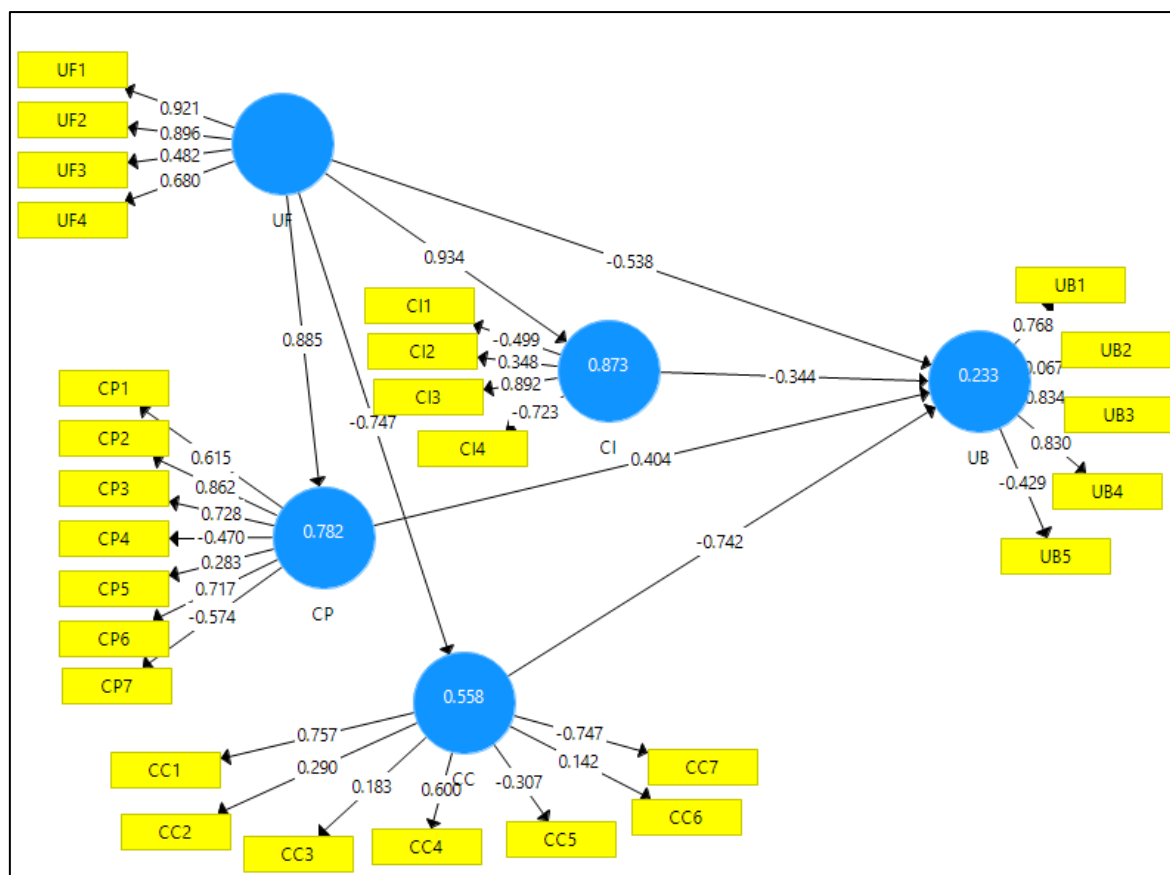 UF1
UF2
UF3
UF4
0.921
0.896
0.482
0.680
UF
0.934
-0.538
0.885
-0.747
CI1
CI2
CI3
CI4
-0.499
0.348
0.892
-0.723
0.873
CI
-0.344
0.404
-0.742
UB1
UB2
UB3
UB4
UB5
0.768
0.067
0.834
0.830
-0.429
0.233
UB
CP1
CP2
CP3
CP4
CP5
CP6
CP7
0.615
0.862
0.728
-0.470
0.283
0.717
-0.574
0.782
CP
0.558
CC
0.757
0.290
0.183
0.600
-0.307
0.142
-0.747
CC1
CC2
CC3
CC4
CC5
CC6
CC7